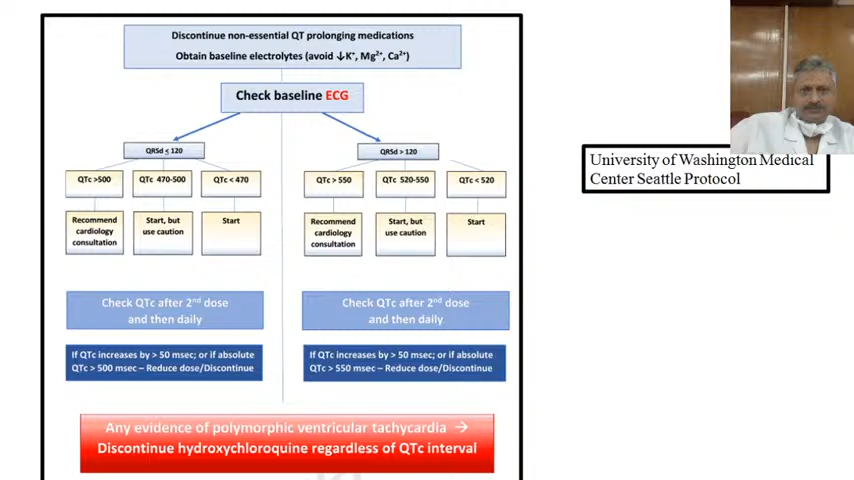 Discontinue non-essential QT prolonging medications
Obtain baseline electrolytes (avoid ↓K⁺, Mg²⁺, Ca²⁺)
Check baseline ECG
QRSd < 120
QRSd > 120
QTc >500
QTc 470-500
QTc < 470
QTc > 550
QTc 520-550
QTc < 520
Recommend
cardiology
consultation
Start, but
use caution
Start
Recommend
cardiology
consultation
Start, but
use caution
Start
Check QTc after 2nd dose
and then daily
Check QTc after 2nd dose
and then daily
If QTc increases by > 50 msec; or if absolute
QTc > 500 msec – Reduce dose/Discontinue
If QTc increases by > 50 msec; or if absolute
QTc > 550 msec – Reduce dose/Discontinue
Any evidence of polymorphic ventricular tachycardia →
Discontinue hydroxychloroquine regardless of QTc interval
University of Washington Medical
Center Seattle Protocol